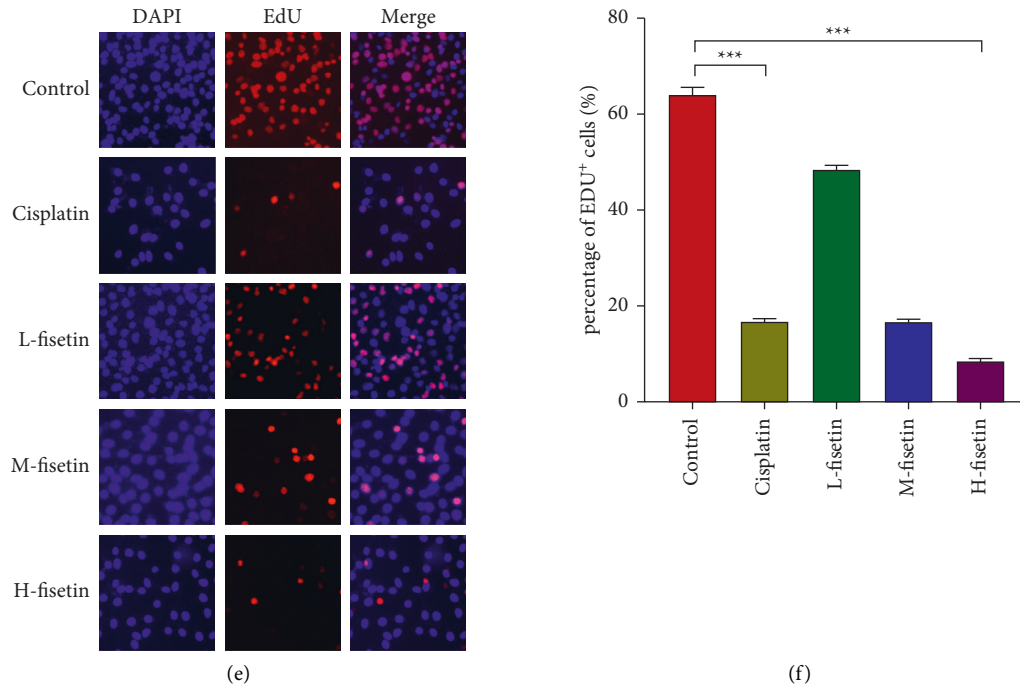 DAPI EdU Merge
Control
Cisplatin
L-fisetin
M-fisetin
H-fisetin
(e)
percentage of EDU+ cells (%)
80
60
40
20
0
***
***
Control
Cisplatin
L-fisetin
M-fisetin
H-fisetin
(f)